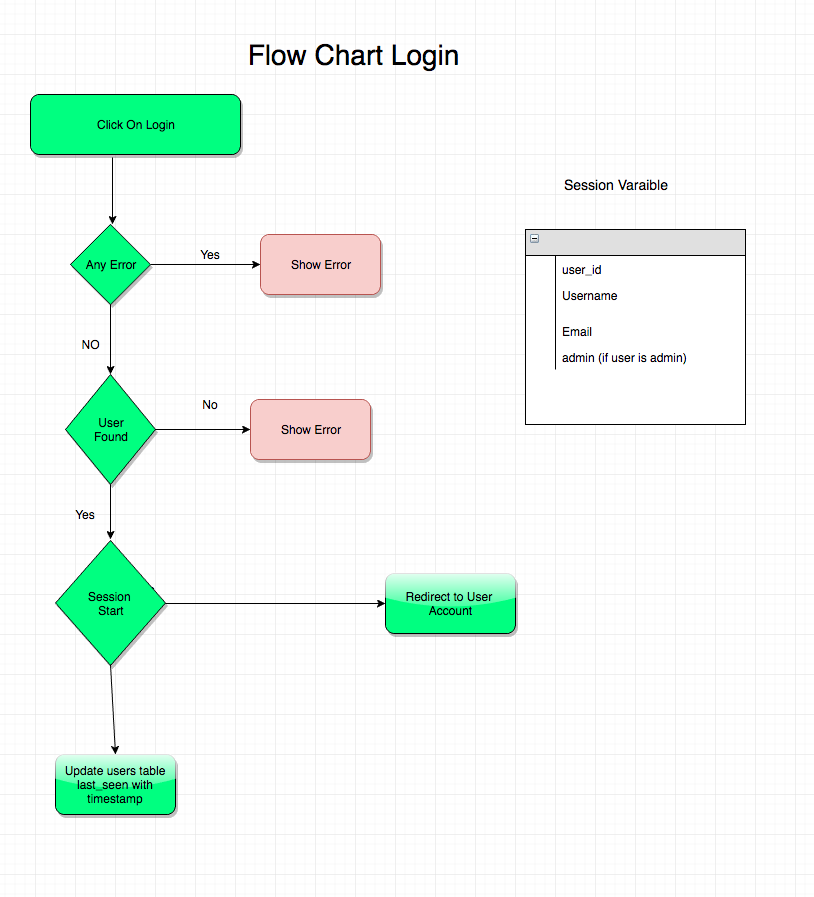 Flow Chart Login
Click On Login
Session Varaible
Any Error
Yes
Show Error
user_id
Username
Email
admin (if user is admin)
NO
User
Found
No
Show Error
Yes
Session
Start
Redirect to User
Account
Update users table
last_seen with
timestamp